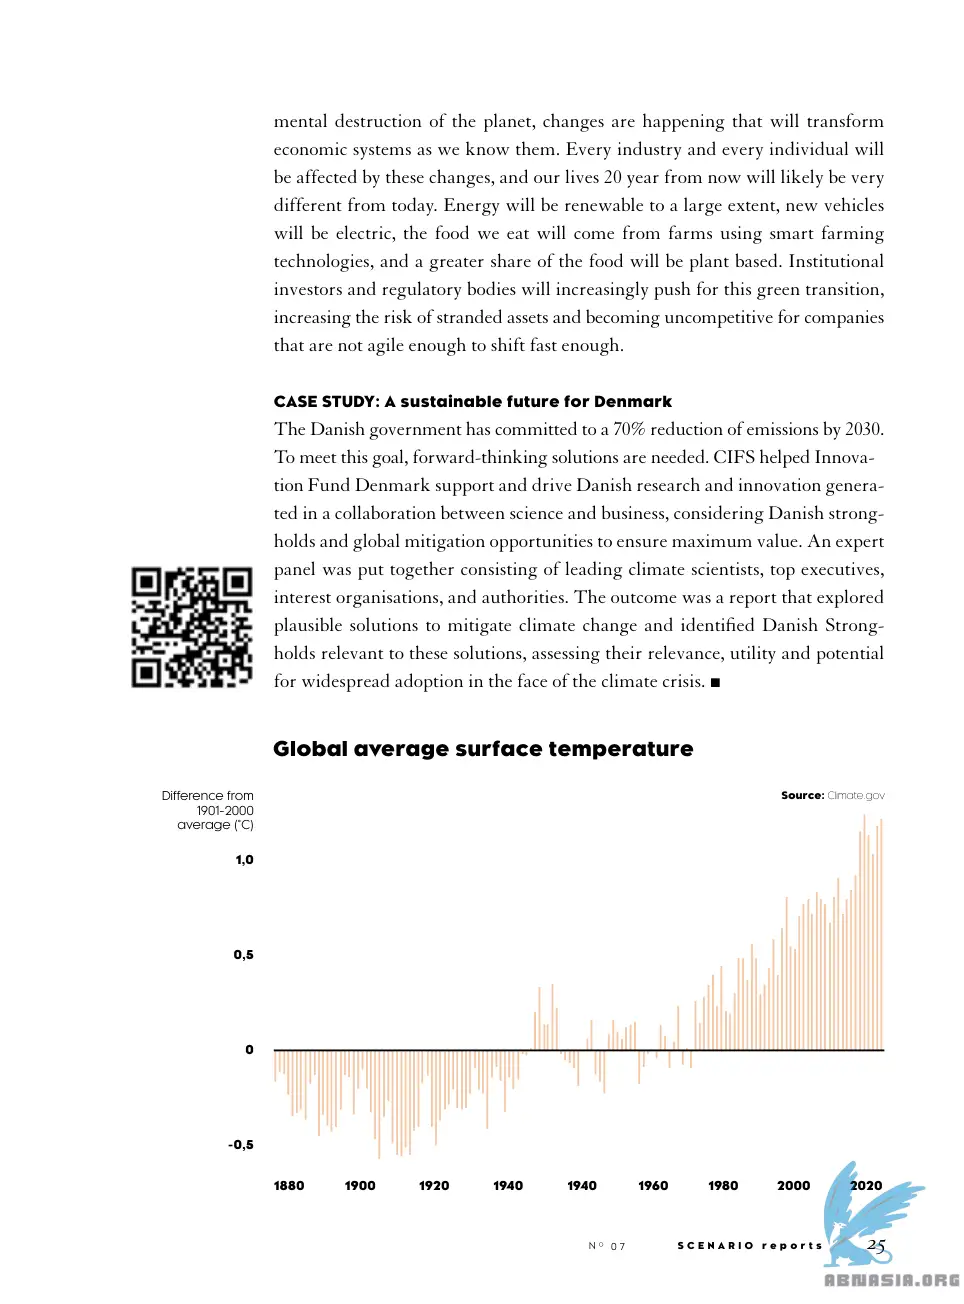 mental destruction of the planet, changes are happening that will transform
economic systems as we know them. Every industry and every individual will
be affected by these changes, and our lives 20 year from now will likely be very
different from today. Energy will be renewable to a large extent, new vehicles
will be electric, the food we eat will come from farms using smart farming
technologies, and a greater share of the food will be plant based. Institutional
investors and regulatory bodies will increasingly push for this green transition,
increasing the risk of stranded assets and becoming uncompetitive for companies
that are not agile enough to shift fast enough.
CASE STUDY: A sustainable future for Denmark
The Danish government has committed to a 70% reduction of emissions by 2030.
To meet this goal, forward-thinking solutions are needed. CIFS helped Innova-
tion Fund Denmark support and drive Danish research and innovation genera-
ted in a collaboration between science and business, considering Danish strong-
holds and global mitigation opportunities to ensure maximum value. An expert
panel was put together consisting of leading climate scientists, top executives,
interest organisations, and authorities. The outcome was a report that explored
plausible solutions to mitigate climate change and identified Danish Strong-
holds relevant to these solutions, assessing their relevance, utility and potential
for widespread adoption in the face of the climate crisis. ■
Global average surface temperature
Difference from
1901-2000
average (°C)
Source: Climate.gov
1,0
0,5
0
-0,5
1880 1900 1920 1940 1940 1960 1980 2000 2020
Nº 07 SCENARIO reports 25
ABNASIA.ORG